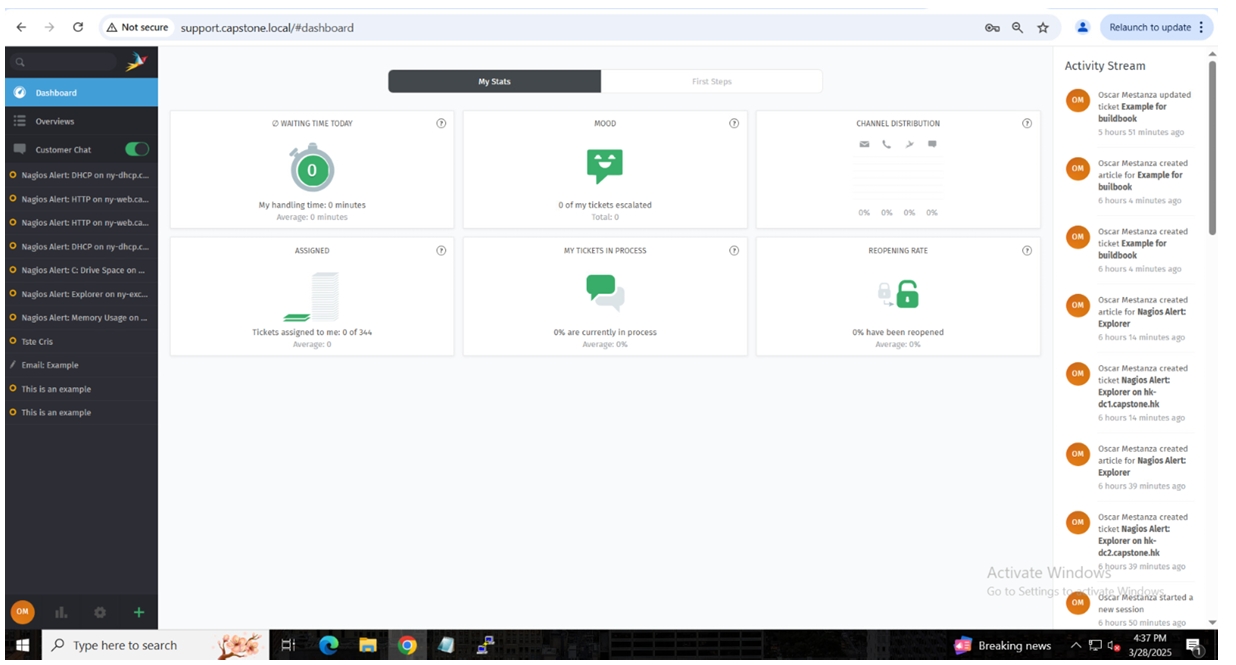 Not secure
support.capstone.local/#dashboard
Relaunch to update
Dashboard
Overviews
Customer Chat
Nagios Alert: DHCP on ny-dhcp.c...
Nagios Alert: HTTP on ny-web.ca...
Nagios Alert: HTTP on ny-web.ca...
Nagios Alert: DHCP on ny-dhcp.c...
Nagios Alert: C: Drive Space on ...
Nagios Alert: Explorer on ny-exc...
Nagios Alert: Memory Usage on ...
Tste Cris
Email: Example
This is an example
This is an example
OM
My Stats
First Steps
∅ WAITING TIME TODAY
?
0
My handling time: 0 minutes
Average: 0 minutes
MOOD
?
0 of my tickets escalated
Total: 0
CHANNEL DISTRIBUTION
?
0% 0% 0% 0%
ASSIGNED
?
Tickets assigned to me: 0 of 344
Average: 0
MY TICKETS IN PROCESS
?
0% are currently in process
Average: 0%
REOPENING RATE
?
0% have been reopened
Average: 0%
Activity Stream
OM
Oscar Mestanza updated
ticket Example for
buildbook
5 hours 51 minutes ago
OM
Oscar Mestanza created
article for Example for
builbook
6 hours 4 minutes ago
OM
Oscar Mestanza created
ticket Example for
buildbook
6 hours 4 minutes ago
OM
Oscar Mestanza created
article for Nagios Alert:
Explorer
6 hours 14 minutes ago
OM
Oscar Mestanza created
ticket Nagios Alert:
Explorer on hk-
dc1.capstone.hk
6 hours 14 minutes ago
OM
Oscar Mestanza created
article for Nagios Alert:
Explorer
6 hours 39 minutes ago
OM
Oscar Mestanza created
ticket Nagios Alert:
Explorer on hk-
dc2.capstone.hk
6 hours 39 minutes ago
OM
Oscar Mestanza started a
new session
6 hours 50 minutes ago
Activate Windows
Go to Settings to activate Windows.
Type here to search
Breaking news
4:37 PM
3/28/2025
1